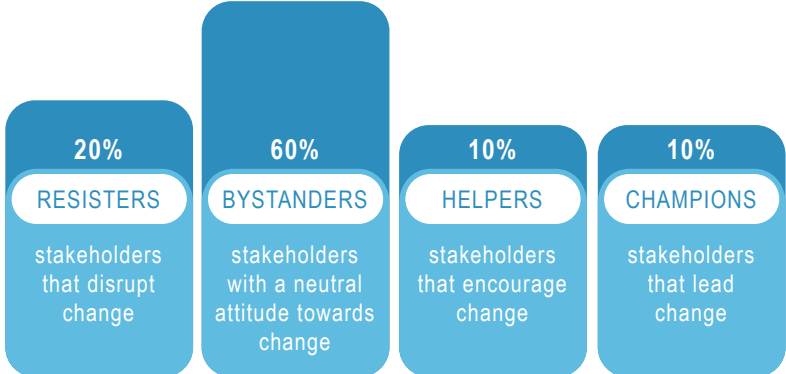 20%
RESISTERS
stakeholders
that disrupt
change
60%
BYSTANDERS
stakeholders
with a neutral
attitude towards
change
10%
HELPERS
stakeholders
that encourage
change
10%
CHAMPIONS
stakeholders
that lead
change